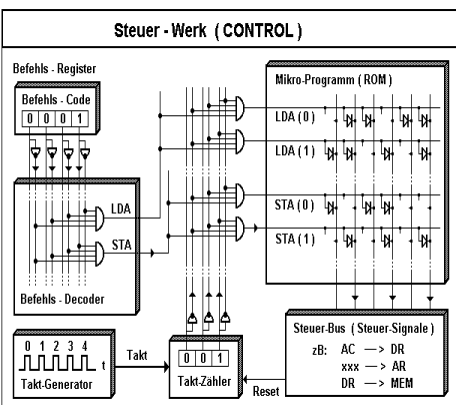 Steuer - Werk ( CONTROL )
Befehls - Register
Befehls - Code
0 0 0 1
LDA
STA
Befehls - Decoder
0 1 2 3 4
t
Takt-Generator
Takt
0 0 1
Takt-Zähler
Reset
Mikro-Programm ( ROM )
LDA ( 0 )
LDA ( 1 )
STA ( 0 )
STA ( 1 )
Steuer-Bus ( Steuer-Signale )
zB: AC —> DR
xxx —> AR
DR —> MEM